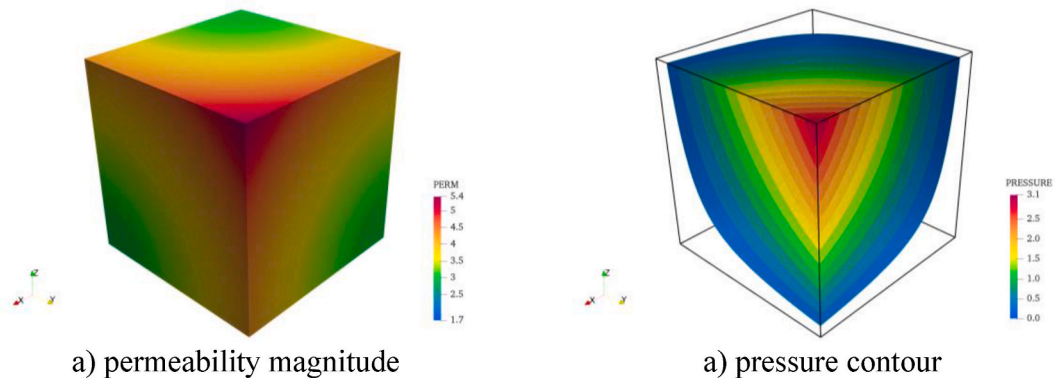 PERM
5.4
5
4.5
4
3.5
3
2.5
1.7
Z
X
Y
a) permeability magnitude
PRESSURE
3.1
2.5
2.0
1.5
1.0
0.5
0.0
Z
X
Y
a) pressure contour